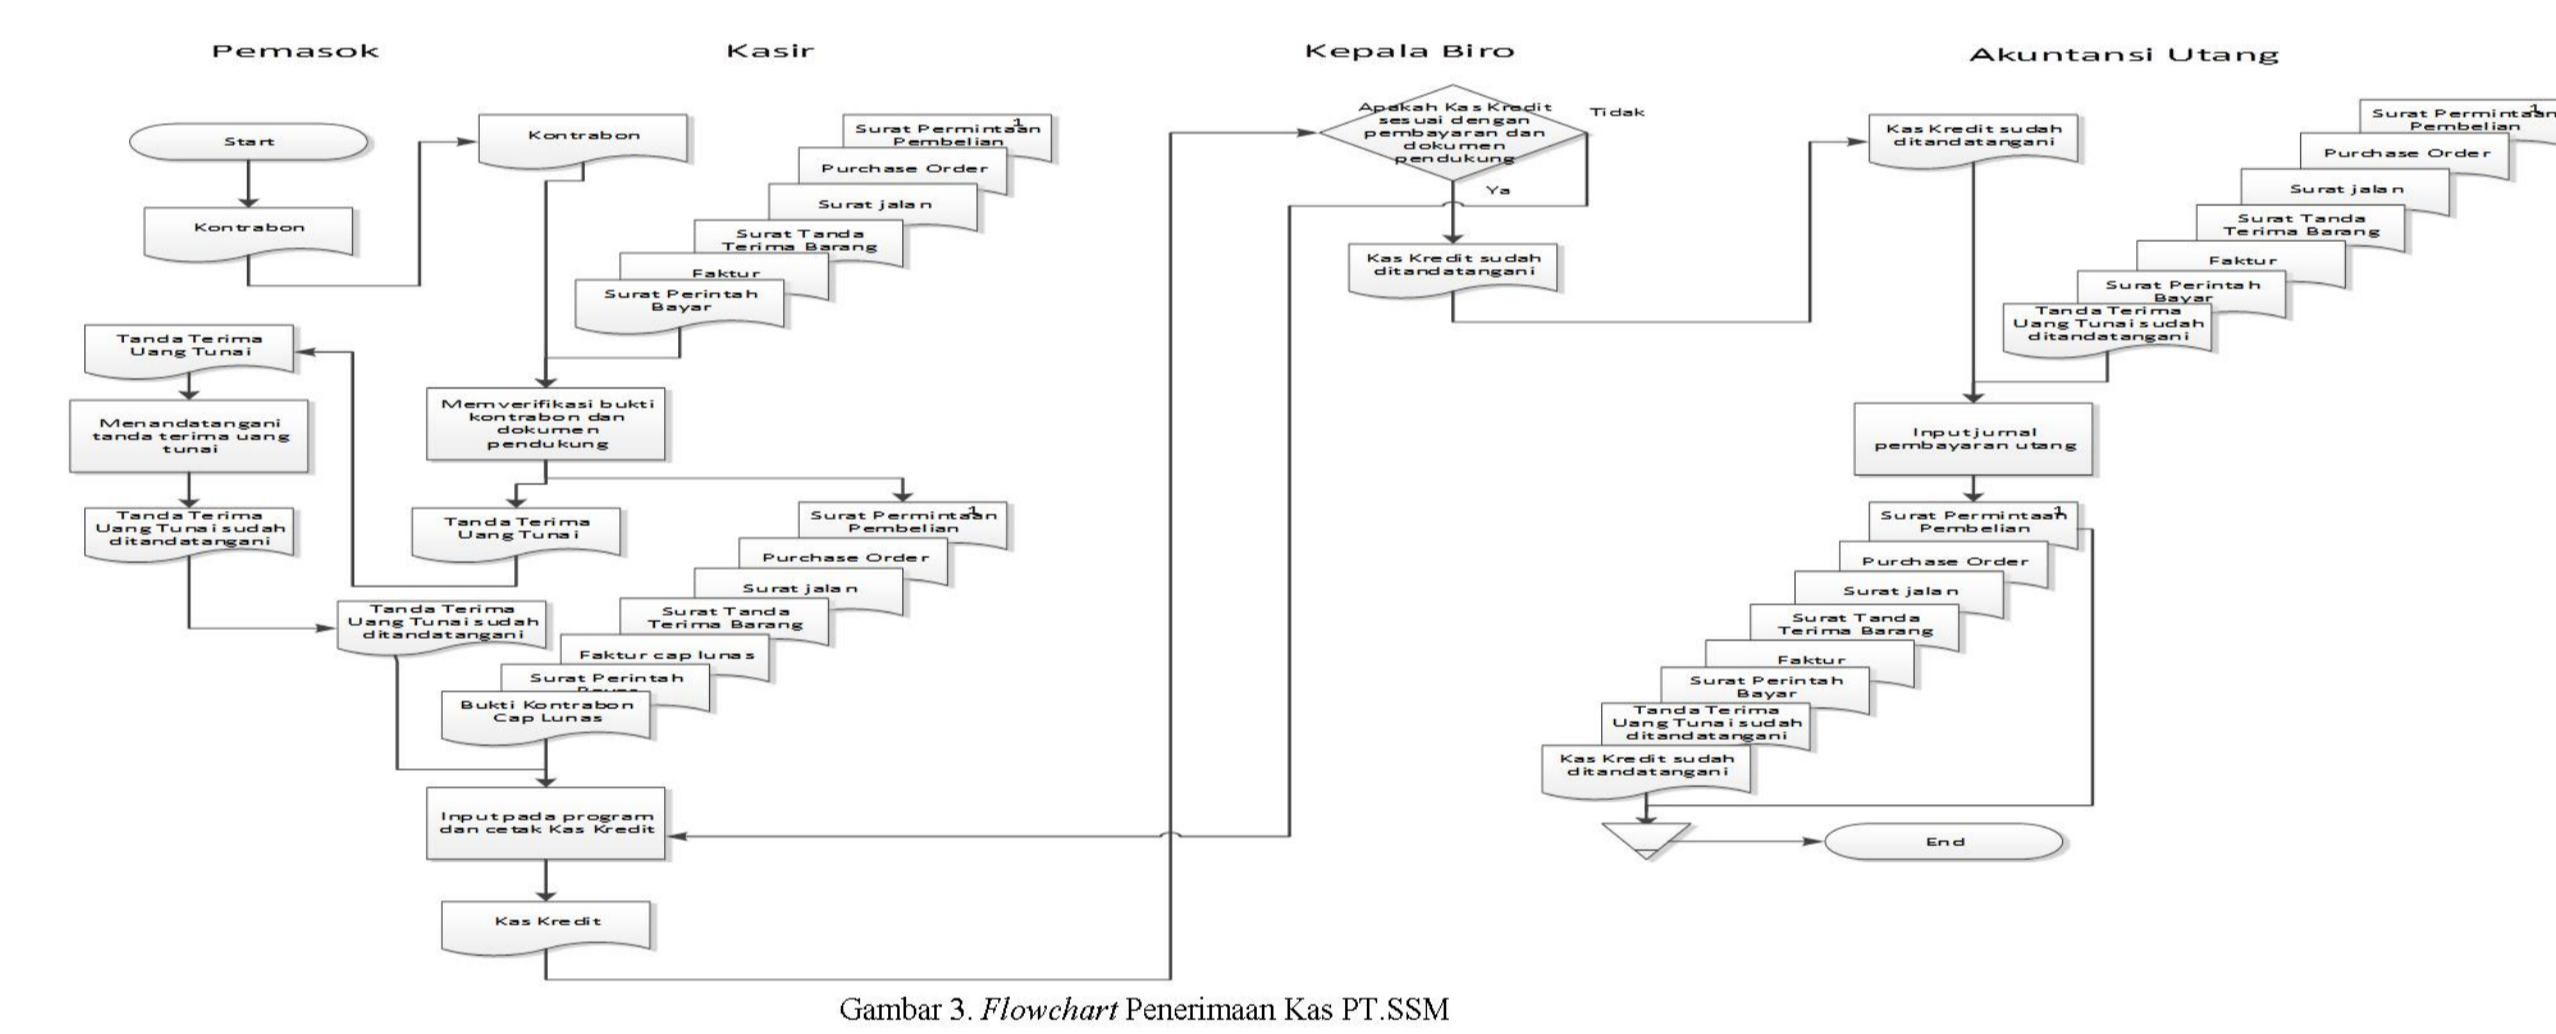 Pemasok
Kasir
Kepala Biro
Akuntansi Utang
Start
Kontrabon
Tanda Terima
Uang Tunai
Menandatangani
tanda terima uang
tunai
Tanda Terima
Uang Tunai sudah
ditandatangani
Kontrabon
1
Surat Permintaan
Pembelian
Purchase Order
Surat jalan
Surat Tanda
Terima Barang
Faktur
Surat Perintah
Bayar
Memverifikasi bukti
kontrabon dan
dokumen
pendukung
Tanda Terima
Uang Tunai
1
Surat Permintaan
Pembelian
Purchase Order
Surat jalan
Surat Tanda
Terima Barang
Faktur cap lunas
Surat Perintah
Bayar
Bukti Kontrabon
Cap Lunas
Tanda Terima
Uang Tunai sudah
ditandatangani
Input pada program
dan cetak Kas Kredit
Kas Kredit
Apakah Kas Kredit
sesuai dengan
pembayaran dan
dokumen
pendukung
Tidak
Ya
Kas Kredit sudah
ditandatangani
Kas Kredit sudah
ditandatangani
1
Surat Permintaan
Pembelian
Purchase Order
Surat jalan
Surat Tanda
Terima Barang
Faktur
Surat Perintah
Bayar
Tanda Terima
Uang Tunai sudah
ditandatangani
Input jurnal
pembayaran utang
1
Surat Permintaan
Pembelian
Purchase Order
Surat jalan
Surat Tanda
Terima Barang
Faktur
Surat Perintah
Bayar
Tanda Terima
Uang Tunai sudah
ditandatangani
Kas Kredit sudah
ditandatangani
End
Gambar 3. Flowchart Penerimaan Kas PT.SSM